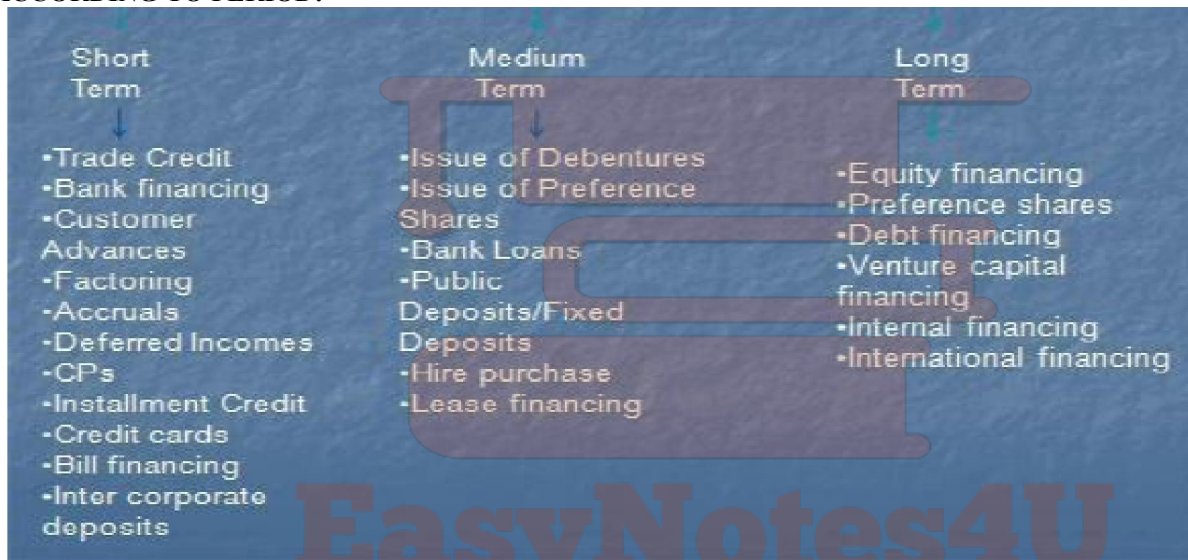 ACCORDING TO PERIOD:
Short
Term
•Trade Credit
•Bank financing
•Customer
Advances
•Factoring
•Accruals
•Deferred Incomes
•CPs
•Installment Credit
•Credit cards
•Bill financing
•Inter corporate
deposits
Medium
Term
•Issue of Debentures
•Issue of Preference
Shares
•Bank Loans
•Public
Deposits/Fixed
Deposits
•Hire purchase
•Lease financing
Long
Term
•Equity financing
•Preference shares
•Debt financing
•Venture capital
financing
•Internal financing
•International financing
EasyNotes4U